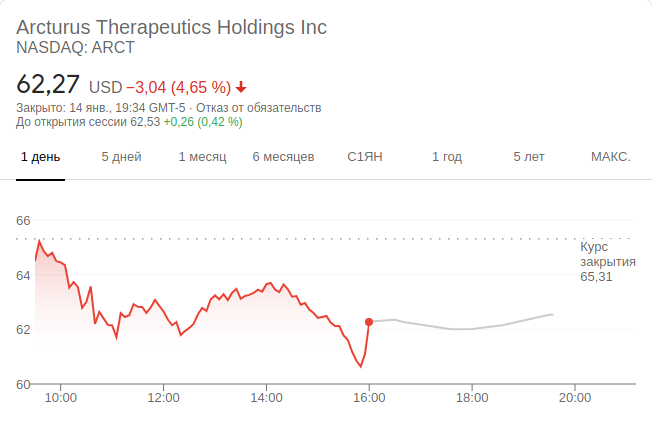 Arcturus Therapeutics Holdings Inc
NASDAQ: ARCT
62,27 USD −3,04 (4,65 %)
Закрыто: 14 янв., 19:34 GMT-5 · Отказ от обязательств
До открытия сессии 62,53 +0,26 (0,42 %)
1 день 5 дней 1 месяц 6 месяцев С1ЯН 1 год 5 лет МАКС.
66
Курс
закрытия
65,31
64
62
60
10:00 12:00 14:00 16:00 18:00 20:00